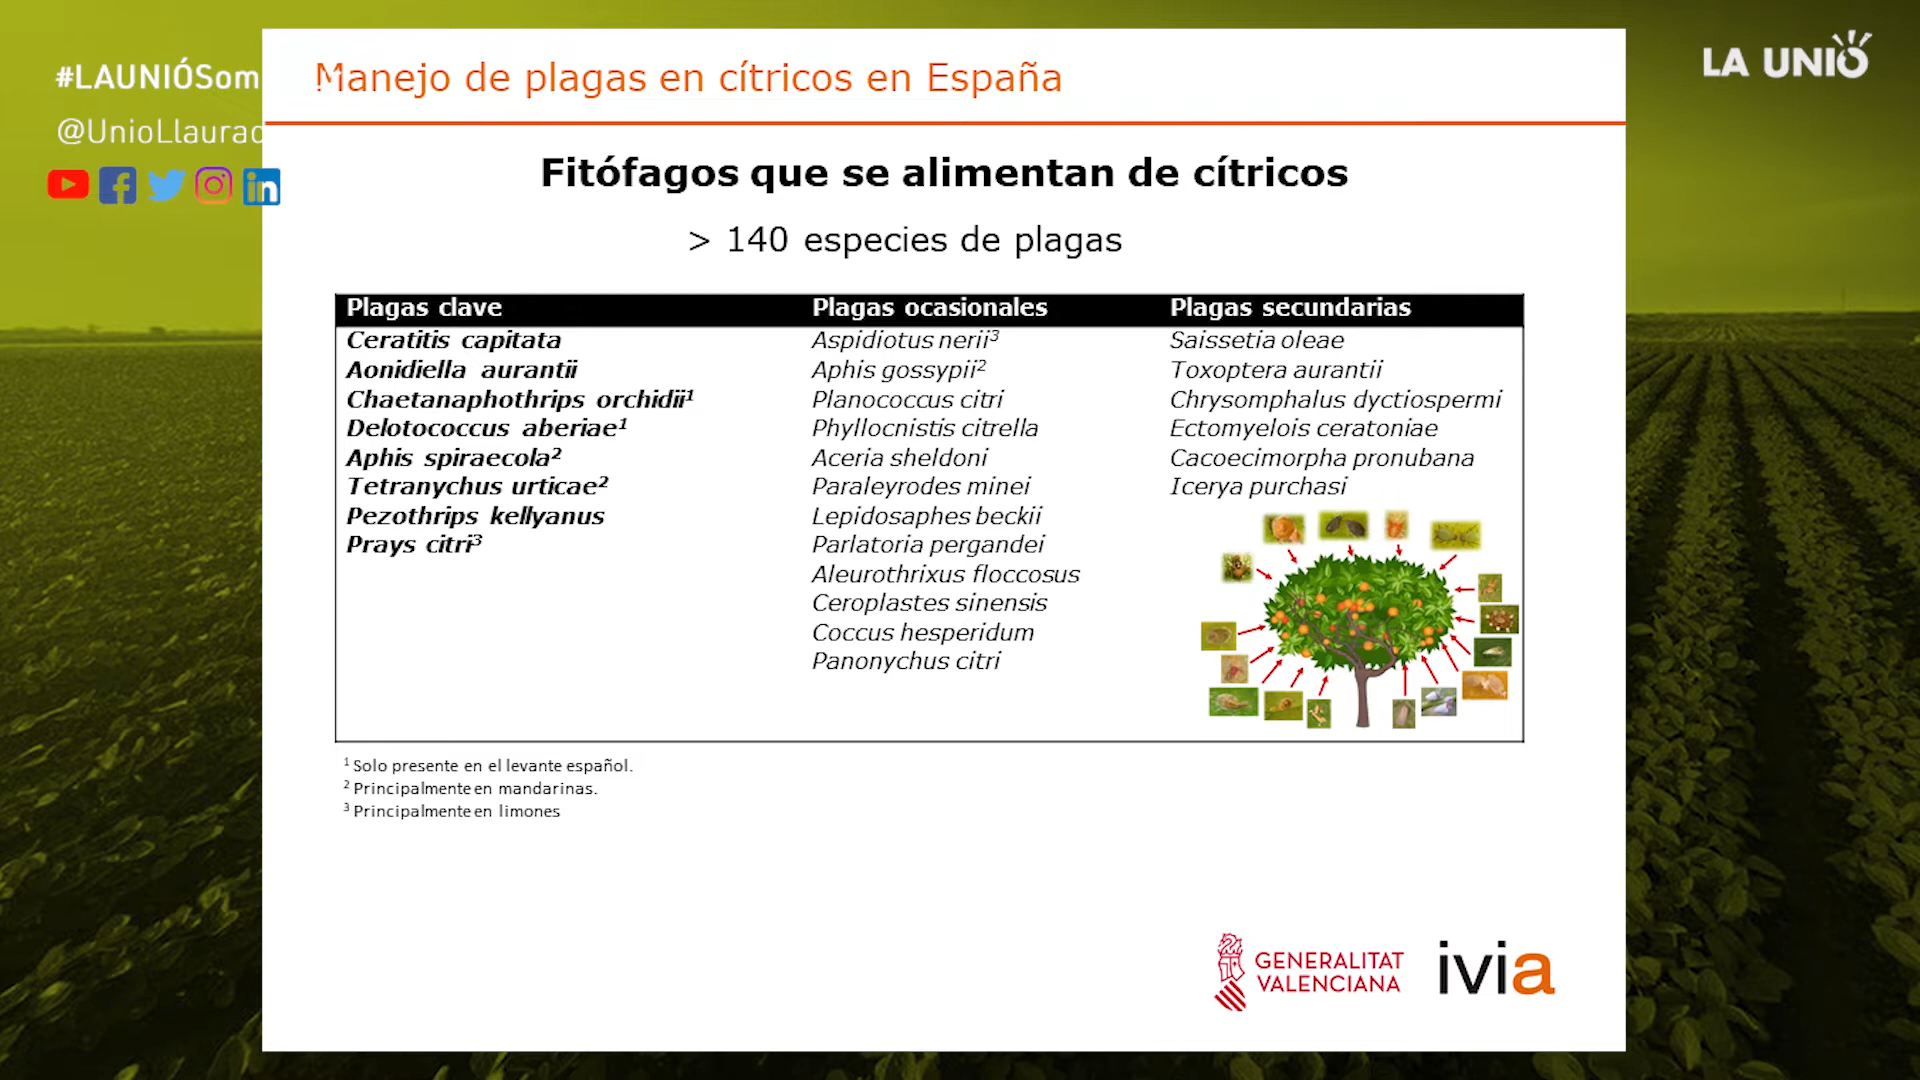 #LAUNIÓSom
@UnioLlaurad
LA UNIÓ
Manejo de plagas en cítricos en España
Fitófagos que se alimentan de cítricos
> 140 especies de plagas
Plagas clave Plagas ocasionales Plagas secundarias
Ceratitis capitata Aspidiotus nerii³ Saissetia oleae
Aonidiella aurantii Aphis gossypii² Toxoptera aurantii
Chaetanaphothrips orchidii¹ Planococcus citri Chrysomphalus dyctiospermi
Delotococcus aberiae¹ Phyllocnistis citrella Ectomyelois ceratoniae
Aphis spiraecola² Aceria sheldoni Cacoecimorpha pronubana
Tetranychus urticae² Paraleyrodes minei Icerya purchasi
Pezothrips kellyanus Lepidosaphes beckii
Prays citri³ Parlatoria pergandei
Aleurothrixus floccosus
Ceroplastes sinensis
Coccus hesperidum
Panonychus citri
¹ Solo presente en el levante español.
² Principalmente en mandarinas.
³ Principalmente en limones
GENERALITAT
VALENCIANA
ivia